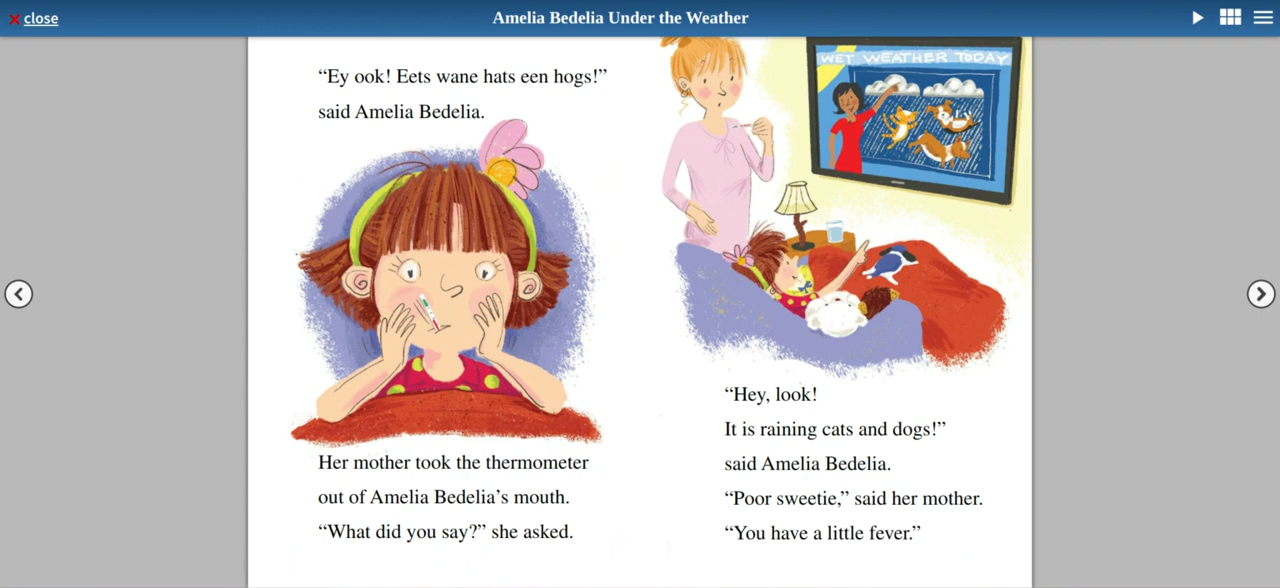 close
Amelia Bedelia Under the Weather
“Ey ook! Eets wane hats een hogs!”
said Amelia Bedelia.
Her mother took the thermometer
out of Amelia Bedelia’s mouth.
“What did you say?” she asked.
WET WEATHER TODAY
“Hey, look!
It is raining cats and dogs!”
said Amelia Bedelia.
“Poor sweetie,” said her mother.
“You have a little fever.”